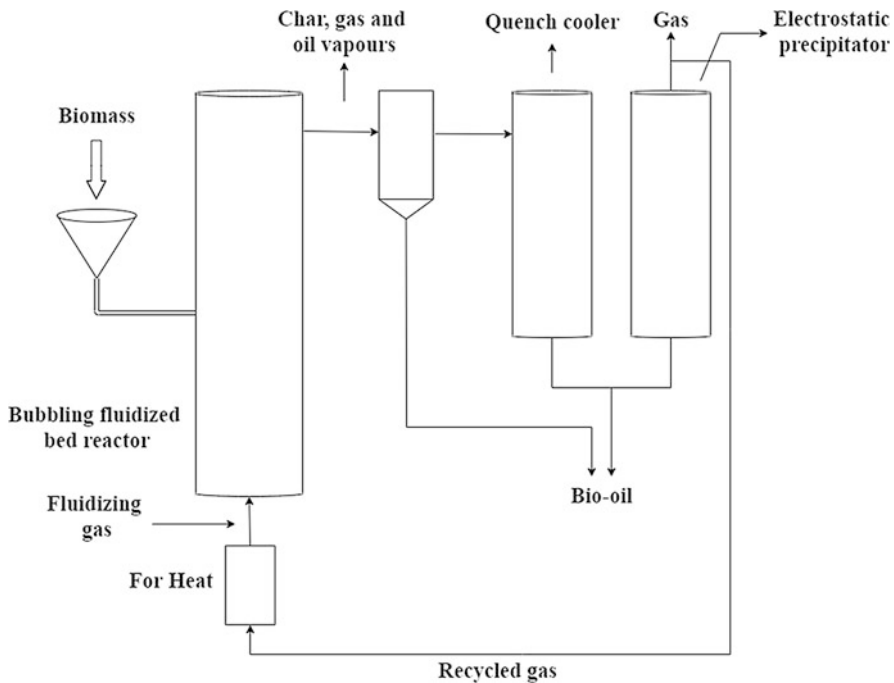 Char, gas and
oil vapours
Quench cooler
Gas
Electrostatic
precipitator
Biomass
Bubbling fluidized
bed reactor
Fluidizing
gas
Bio-oil
For Heat
Recycled gas